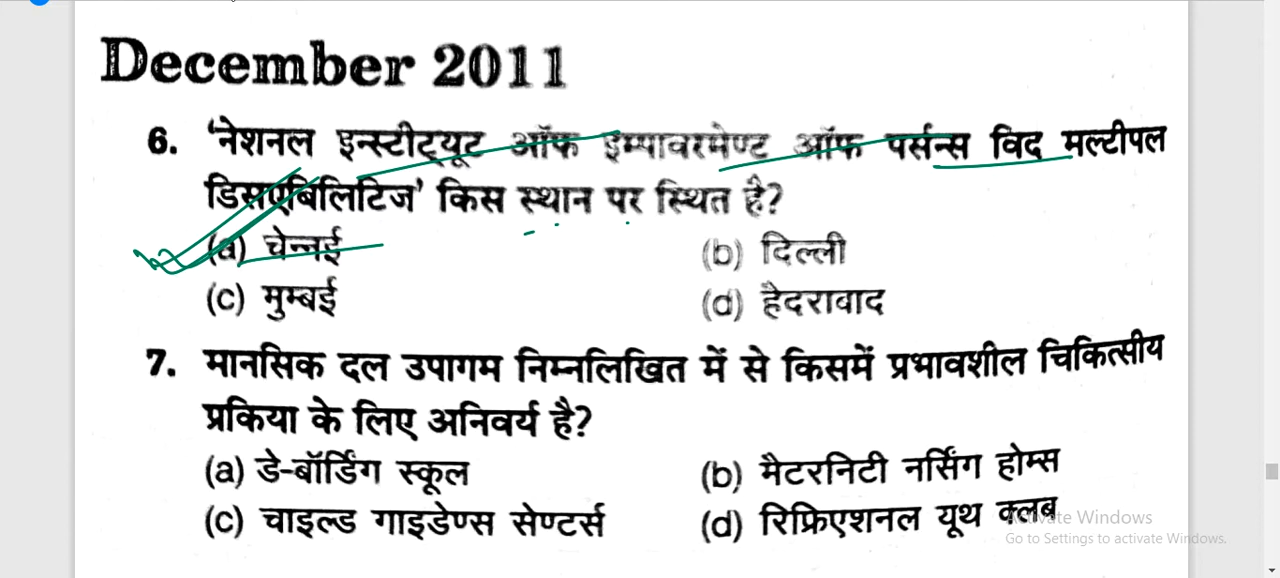 December 2011
6. 'नेशनल इन्स्टीट्यूट ऑफ इम्पावरमेण्ट ऑफ पर्सन्स विद मल्टीपल
डिसएबिलिटिज' किस स्थान पर स्थित है?
(a) चेन्नई (b) दिल्ली
(c) मुम्बई (d) हैदरावाद
7. मानसिक दल उपागम निम्नलिखित में से किसमें प्रभावशील चिकित्सीय
प्रकिया के लिए अनिवर्य है?
(a) डे-बॉर्डिंग स्कूल (b) मैटरनिटी नर्सिंग होम्स
(c) चाइल्ड गाइडेण्स सेण्टर्स (d) रिफ्रिएशनल यूथ क्लब
Activate Windows
Go to Settings to activate Windows.